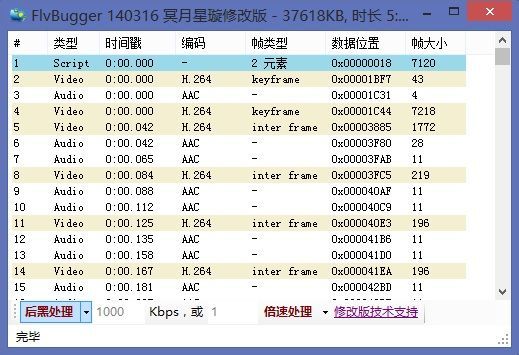 FlvBugger 140316 冥月星璇修改版 - 37618KB, 时长 5:...
# 类型 时间戳 编码 帧类型 数据位置 帧大小
1 Script 0:00.000 - 2 元素 0x00000018 7120
2 Video 0:00.000 H.264 keyframe 0x00001BF7 43
3 Audio 0:00.000 AAC - 0x00001C31 4
4 Video 0:00.000 H.264 keyframe 0x00001C44 7218
5 Video 0:00.042 H.264 inter frame 0x00003885 1772
6 Audio 0:00.042 AAC - 0x00003F80 28
7 Audio 0:00.065 AAC - 0x00003FAB 11
8 Video 0:00.084 H.264 inter frame 0x00003FC5 219
9 Audio 0:00.088 AAC - 0x000040AF 11
10 Audio 0:00.112 AAC - 0x000040C9 11
11 Video 0:00.125 H.264 inter frame 0x000040E3 196
12 Audio 0:00.135 AAC - 0x000041B6 11
13 Audio 0:00.158 AAC - 0x000041D0 11
14 Video 0:00.167 H.264 inter frame 0x000041EA 196
15 Audio 0:00.181 AAC - 0x000042BD 11
后黑处理 1000 Kbps，或 1 倍速处理 修改版技术支持
完毕